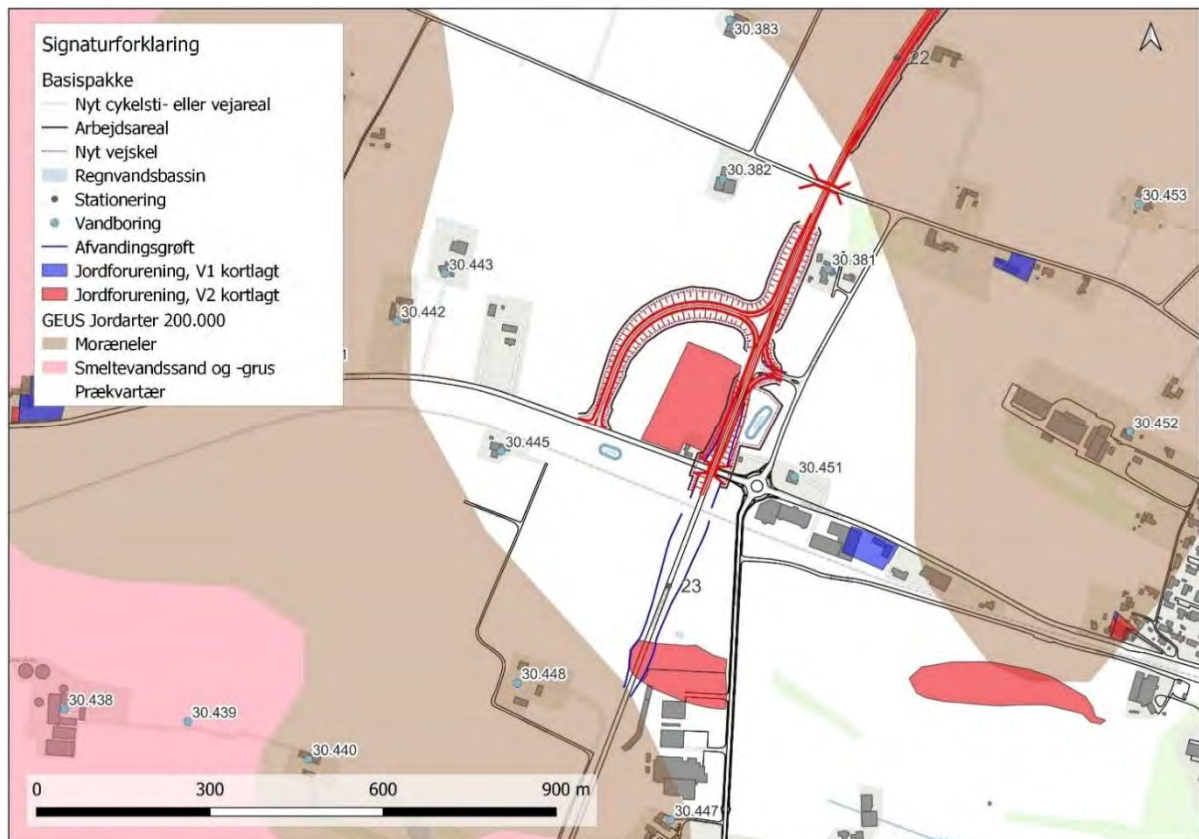 Signaturforklaring
Basispakke
Nyt cykelsti- eller vejareal
Arbejdsareal
Nyt vejskel
Regnvandsbassin
Stationering
Vandboring
Afvandingsgrøft
Jordforurening, V1 kortlagt
Jordforurening, V2 kortlagt
GEUS Jordarter 200.000
Moræneler
Smeltevandssand og -grus
Prækvartær
30.383
22
30.382
30.453
30.381
30.443
30.442
1
30.452
30.445
30.451
23
30.448
30.438
30.439
30.440
30.447
0 300 600 900 m